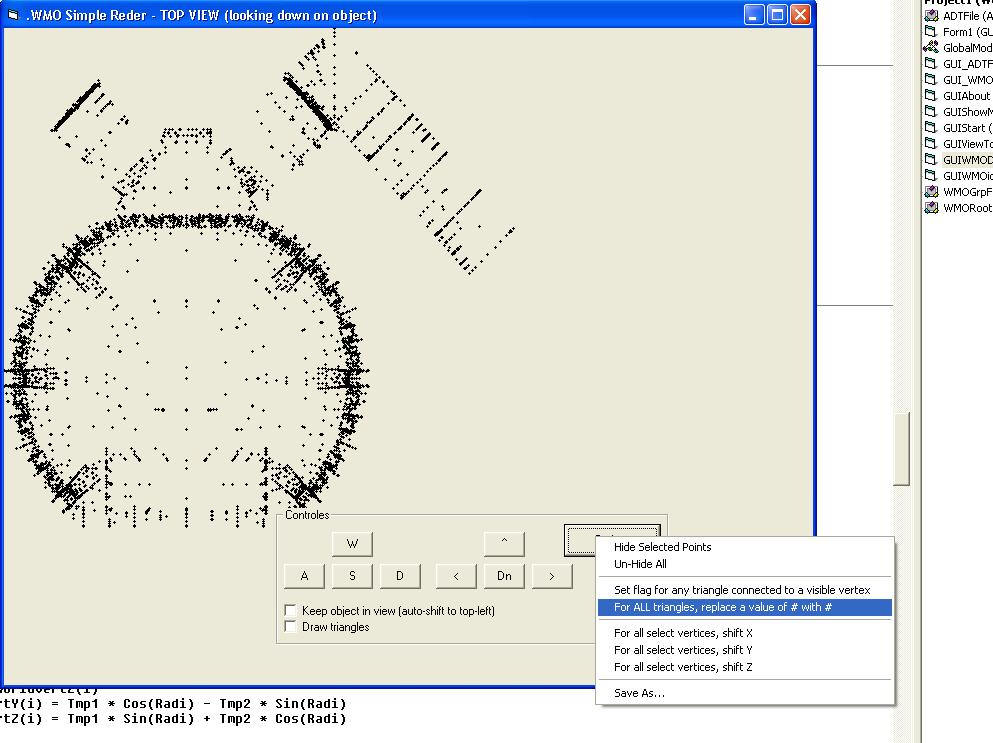 .WMO Simple Reder - TOP VIEW (looking down on object)
ADTFile (A
Form1 (GU
GlobalMod
GUI_ADTF
GUI_WMO
GUIAbout
GUIShowM
GUIStart (
GUIViewTo
GUIWMOD
GUIWMOid
WMOGrpF
WMORoot
Controles
W
^
A
S
D
<
Dn
>
Keep object in view (auto-shift to top-left)
Draw triangles
Hide Selected Points
Un-Hide All
Set flag for any triangle connected to a visible vertex
For ALL triangles, replace a value of # with #
For all select vertices, shift X
For all select vertices, shift Y
For all select vertices, shift Z
Save As...
rtY(i) = Tmp1 * Cos(Radi) - Tmp2 * Sin(Radi)
rtZ(i) = Tmp1 * Sin(Radi) + Tmp2 * Cos(Radi)